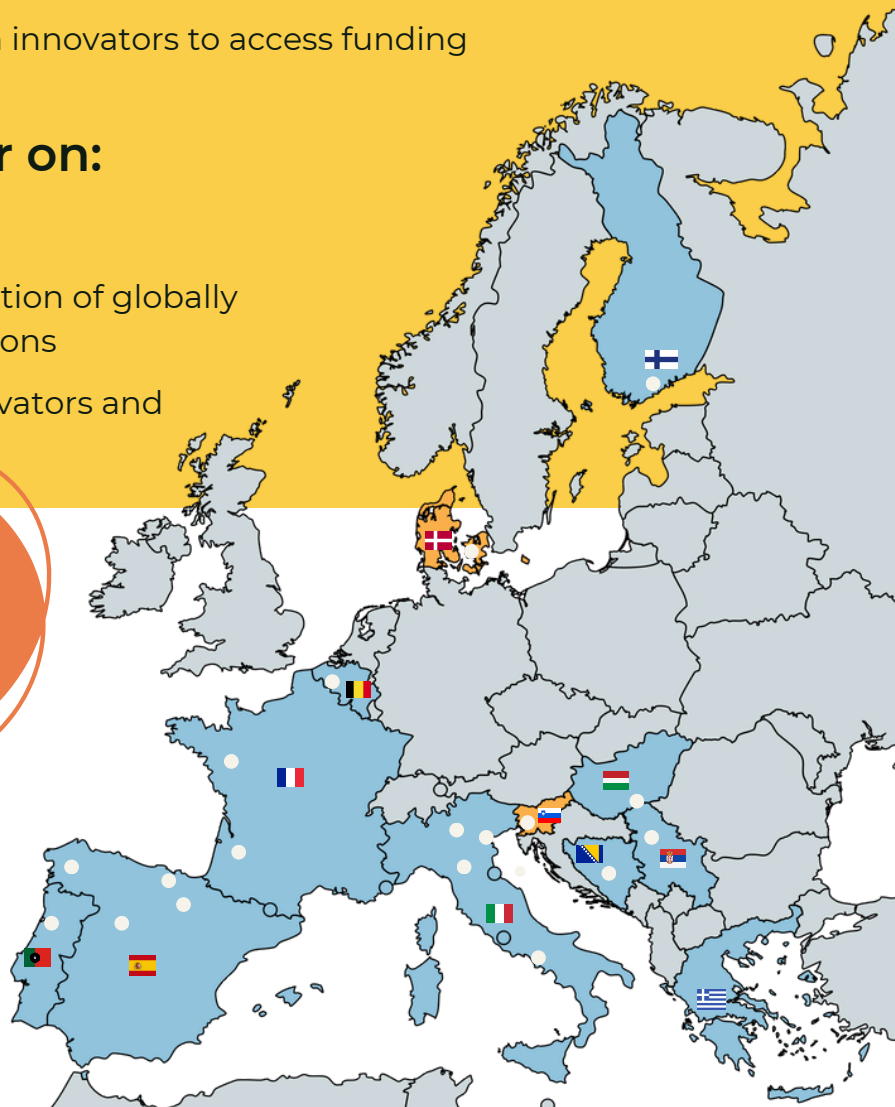 innovators to access funding
r on:
tion of globally
ons
vators and